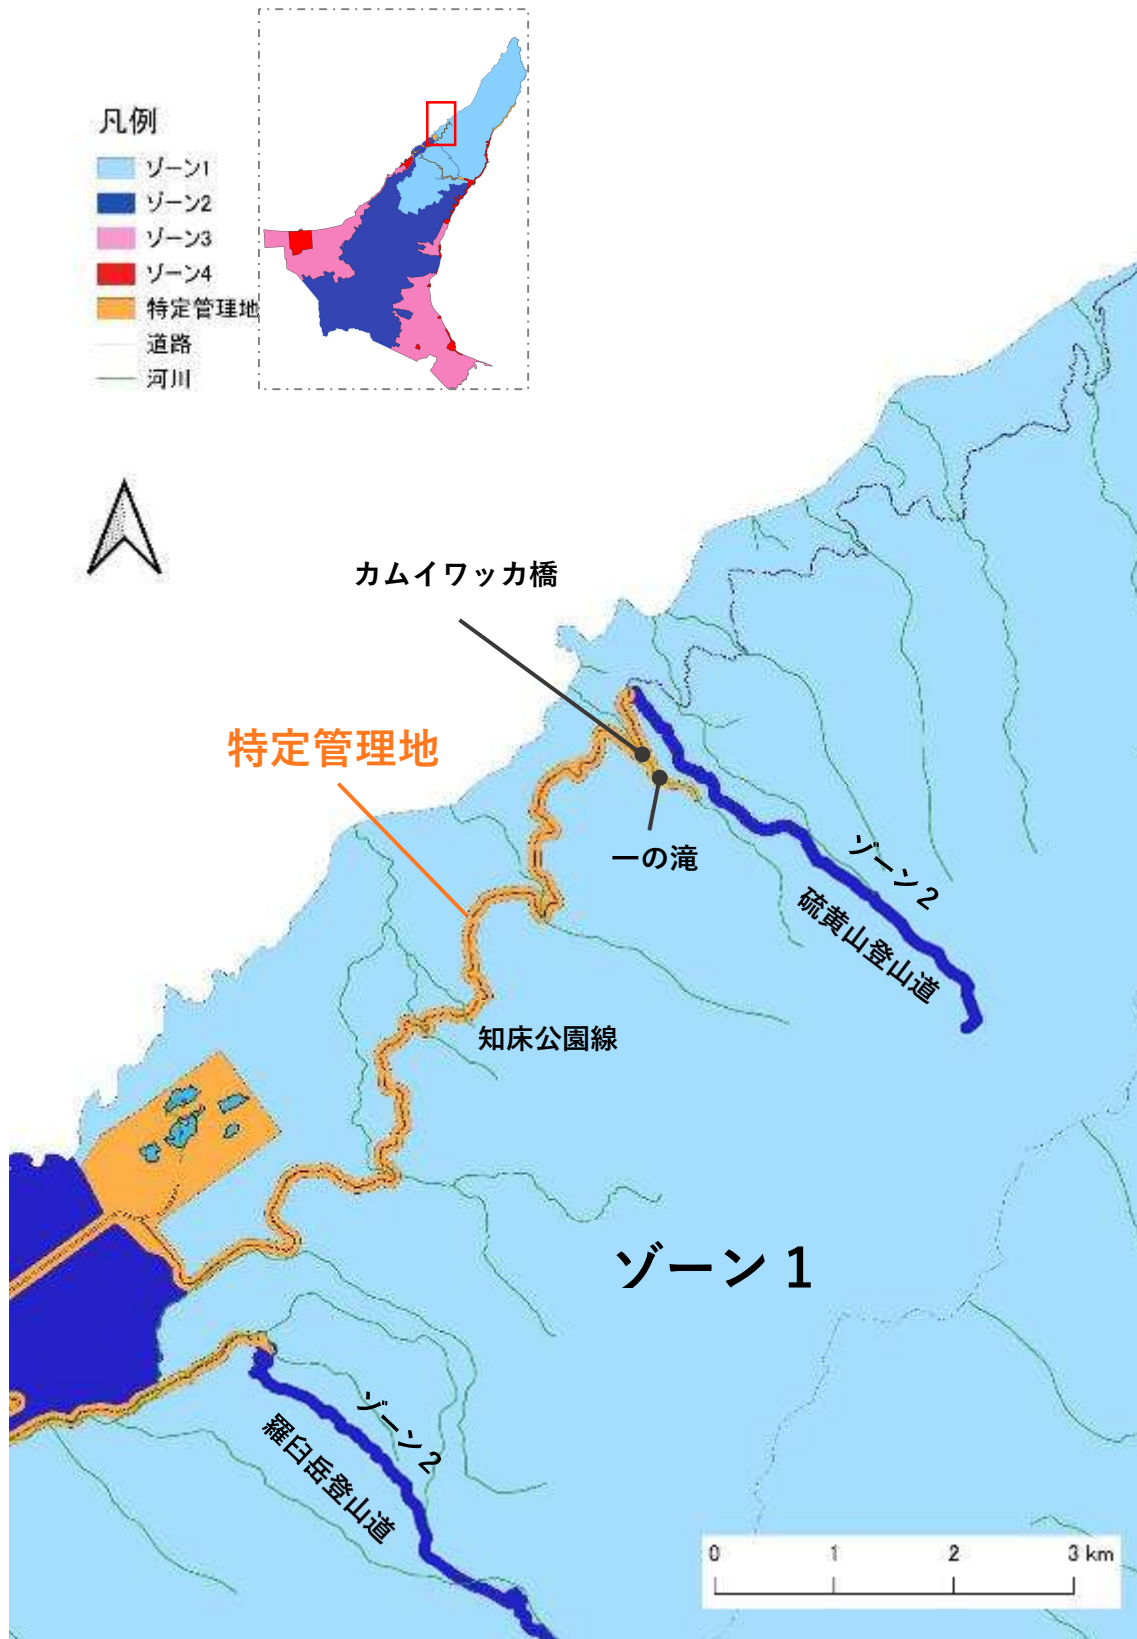 凡例
ゾーン1
ゾーン2
ゾーン3
ゾーン4
特定管理地
道路
河川
カムイワッカ橋
特定管理地
一の滝
ゾーン2
硫黄山登山道
知床公園線
ゾーン1
ゾーン2
羅臼岳登山道
0 1 2 3 km